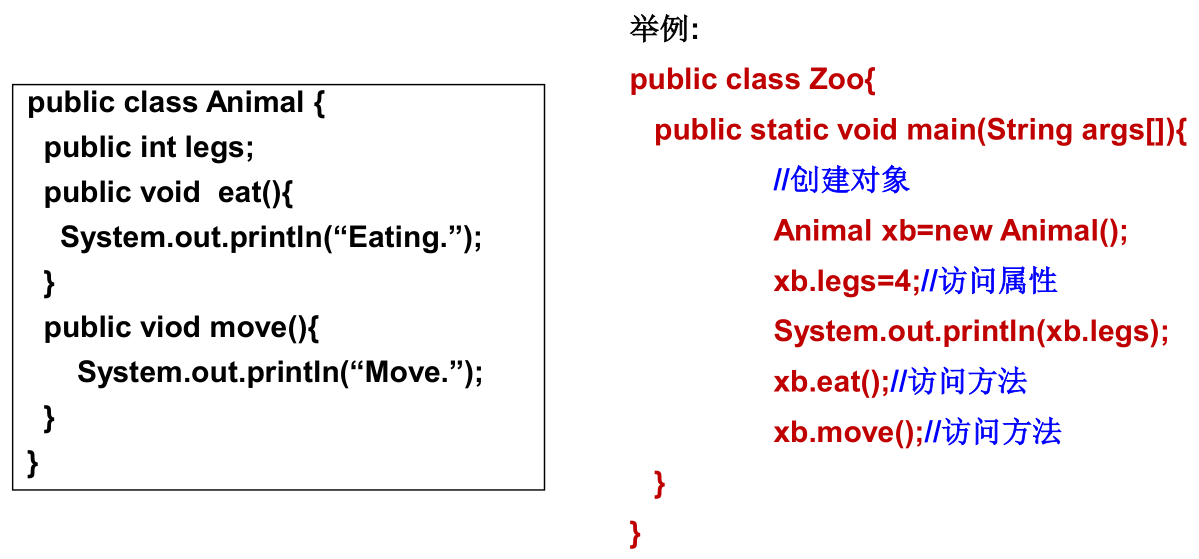 public class Animal {
public int legs;
public void  eat(){
System.out.println(“Eating.”);
}
public viod move(){
System.out.println(“Move.”);
}
}
举例:
public class Zoo{
public static void main(String args[]){
//创建对象
Animal xb=new Animal();
xb.legs=4;//访问属性
System.out.println(xb.legs);
xb.eat();//访问方法
xb.move();//访问方法
}
}